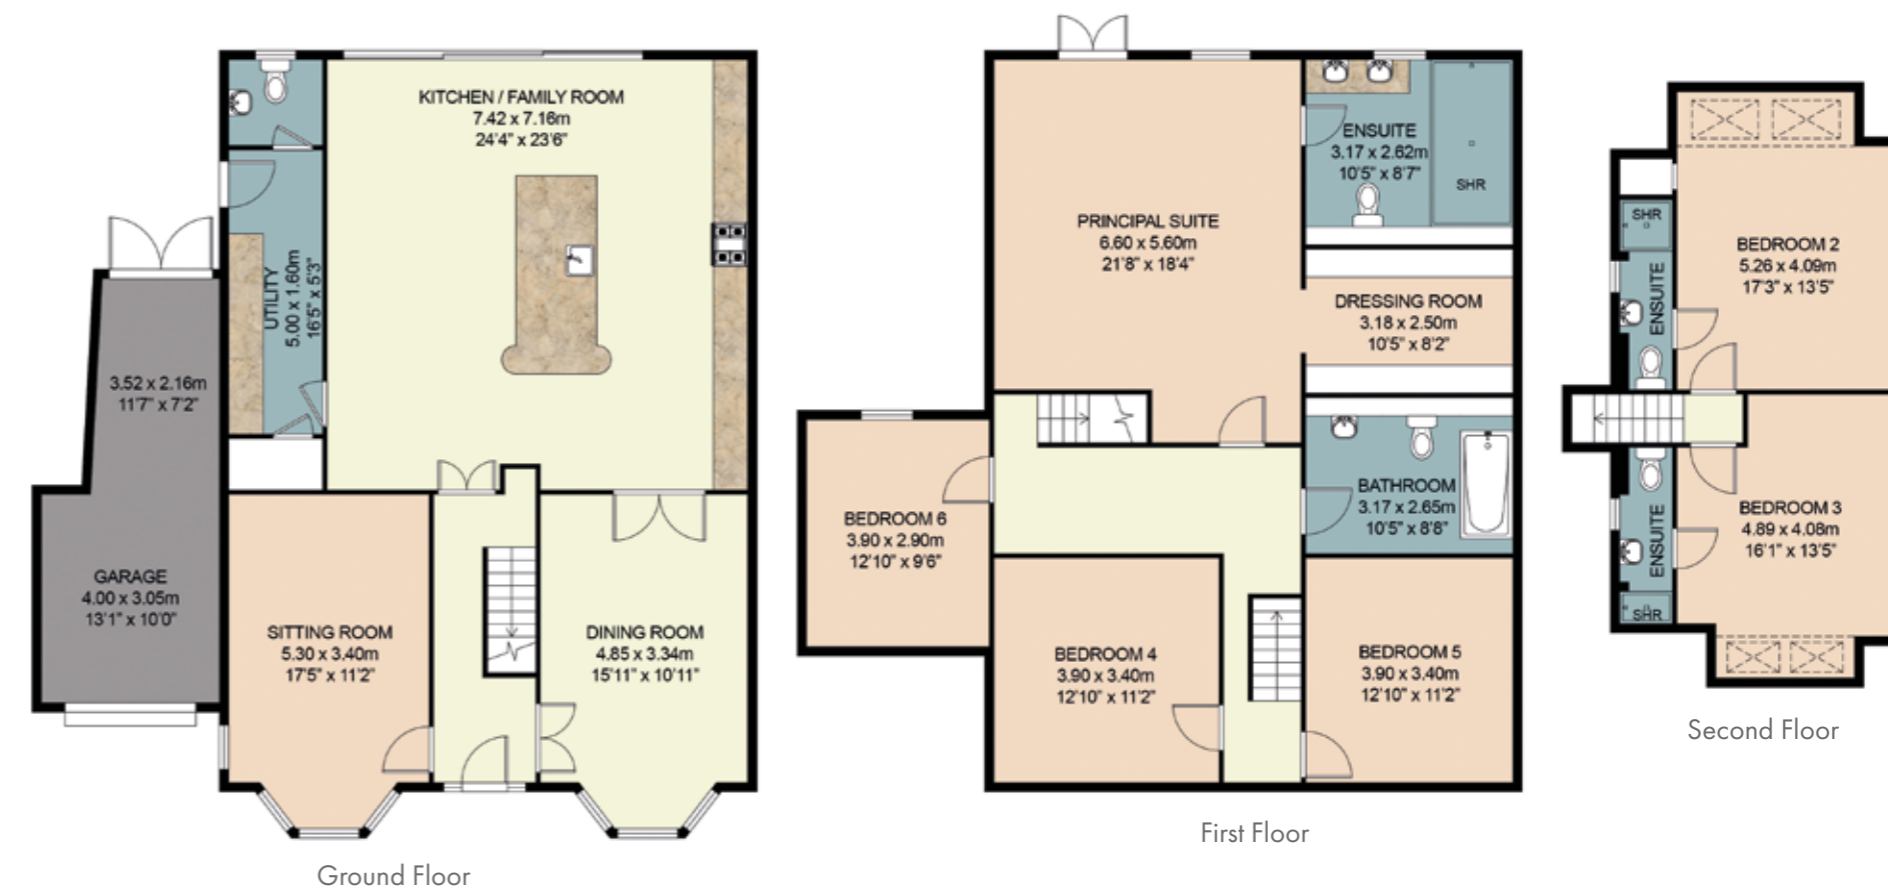 KITCHEN / FAMILY ROOM
7.42 x 7.16m
24'4" x 23'6"
UTILITY
5.00 x 1.60m
16'5" x 5'3"
3.52 x 2.16m
11'7" x 7'2"
GARAGE
4.00 x 3.05m
13'1" x 10'0"
SITTING ROOM
5.30 x 3.40m
17'5" x 11'2"
DINING ROOM
4.85 x 3.34m
15'11" x 10'11"
Ground Floor
PRINCIPAL SUITE
6.60 x 5.60m
21'8" x 18'4"
ENSUITE
3.17 x 2.62m
10'5" x 8'7"
SHR
DRESSING ROOM
3.18 x 2.50m
10'5" x 8'2"
BATHROOM
3.17 x 2.65m
10'5" x 8'8"
BEDROOM 6
3.90 x 2.90m
12'10" x 9'6"
BEDROOM 4
3.90 x 3.40m
12'10" x 11'2"
BEDROOM 5
3.90 x 3.40m
12'10" x 11'2"
First Floor
SHR
ENSUITE
BEDROOM 2
5.26 x 4.09m
17'3" x 13'5"
BEDROOM 3
4.89 x 4.08m
16'1" x 13'5"
ENSUITE
SHR
Second Floor